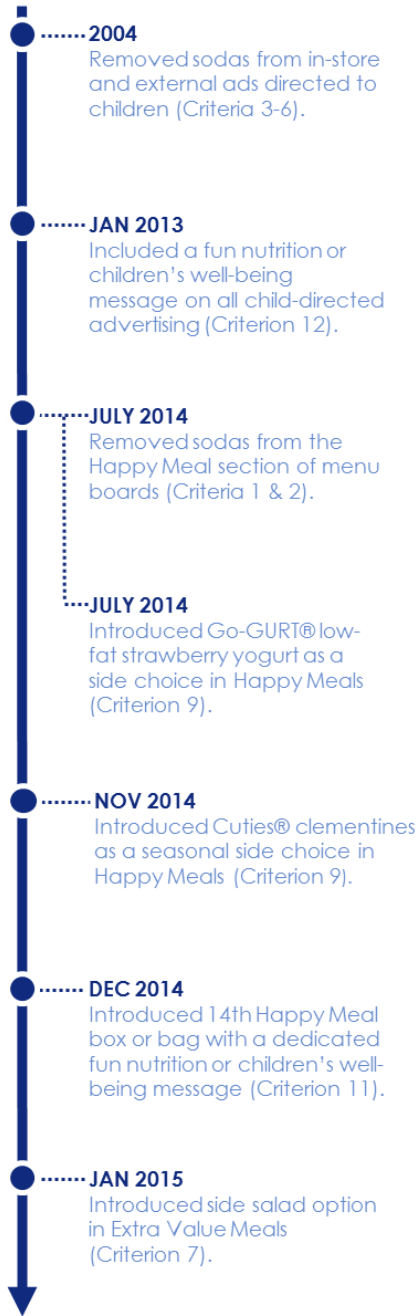 2004
Removed sodas from in-store
and external ads directed to
children (Criteria 3-6).
JAN 2013
Included a fun nutrition or
children's well-being
message on all child-directed
advertising (Criterion 12).
JULY 2014
Removed sodas from the
Happy Meal section of menu
boards (Criteria 1 & 2).
JULY 2014
Introduced Go-GURT® low-
fat strawberry yogurt as a
side choice in Happy Meals
(Criterion 9).
NOV 2014
Introduced Cuties® clementines
as a seasonal side choice in
Happy Meals (Criterion 9).
DEC 2014
Introduced 14th Happy Meal
box or bag with a dedicated
fun nutrition or children's well-
being message (Criterion 11).
JAN 2015
Introduced side salad option
in Extra Value Meals
(Criterion 7).